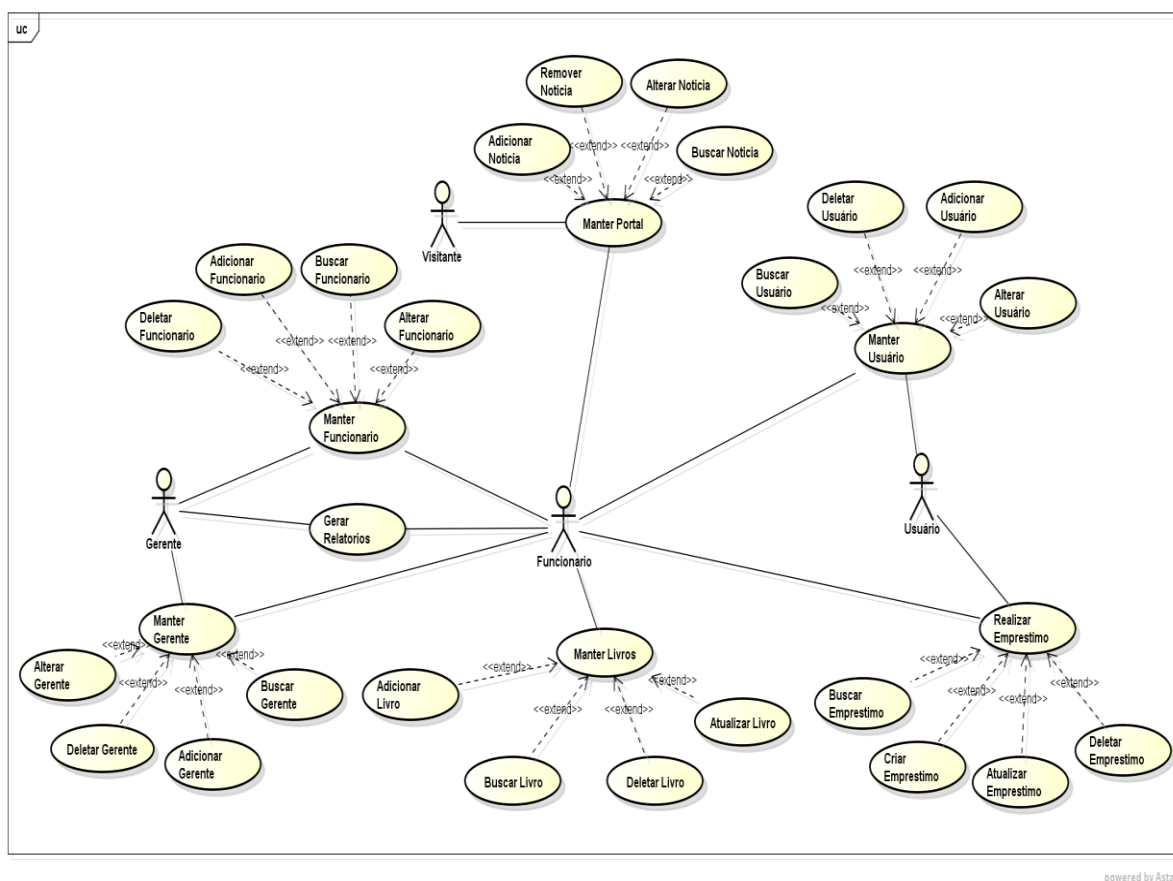 uc
Remover
Noticia
Alterar Noticia
Adicionar
Noticia
<<extend>>
<<extend>>
Buscar Noticia
<<extend>>
<<extend>>
Manter Portal
Visitante
Deletar
Usuário
Adicionar
Usuário
Buscar
Usuário
<<extend>>
<<extend>>
Alterar
Usuário
<<extend>>
<<extend>>
Manter
Usuário
Adicionar
Funcionario
Buscar
Funcionario
Deletar
Funcionario
Alterar
Funcionario
<<extend>>
<<extend>>
<<extend>>
<<extend>>
Manter
Funcionario
Gerente
Gerar
Relatorios
Funcionario
Usuário
Manter
Gerente
<<extend>>
<<extend>>
<<extend>>
<<extend>>
Alterar
Gerente
Buscar
Gerente
Deletar Gerente
Adicionar
Gerente
Manter Livros
<<extend>>
<<extend>>
<<extend>>
<<extend>>
Adicionar
Livro
Atualizar Livro
Buscar Livro
Deletar Livro
Realizar
Emprestimo
<<extend>>
<<extend>>
<<extend>>
<<extend>>
Buscar
Emprestimo
Criar
Emprestimo
Atualizar
Emprestimo
Deletar
Emprestimo
powered by Asta